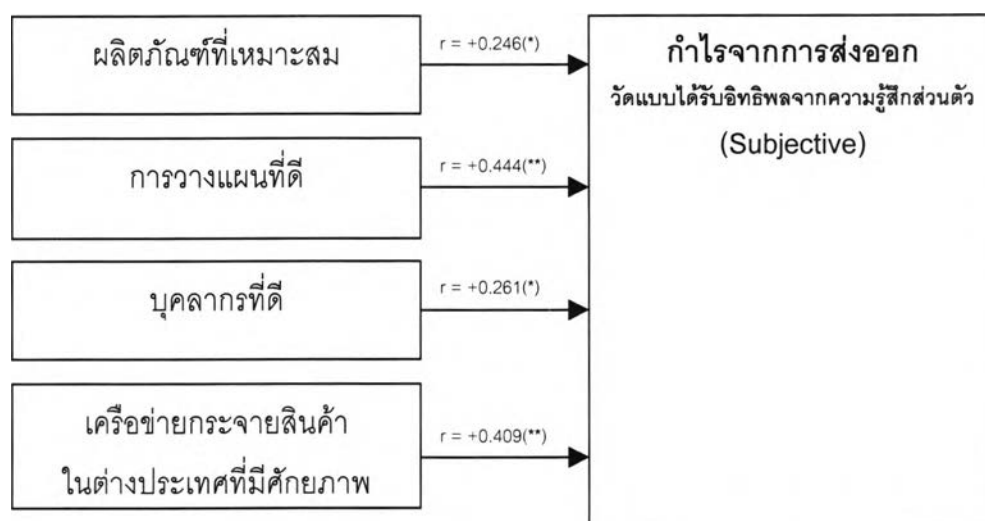 ผลิตภัณฑ์ที่เหมาะสม
r = +0.246(*)
กำไรจากการส่งออก
วัดแบบได้รับอิทธิพลจากความรู้สึกส่วนตัว
(Subjective)
การวางแผนที่ดี
r = +0.444(**)
บุคลากรที่ดี
r = +0.261(*)
เครือข่ายกระจายสินค้า
ในต่างประเทศที่มีศักยภาพ
r = +0.409(**)